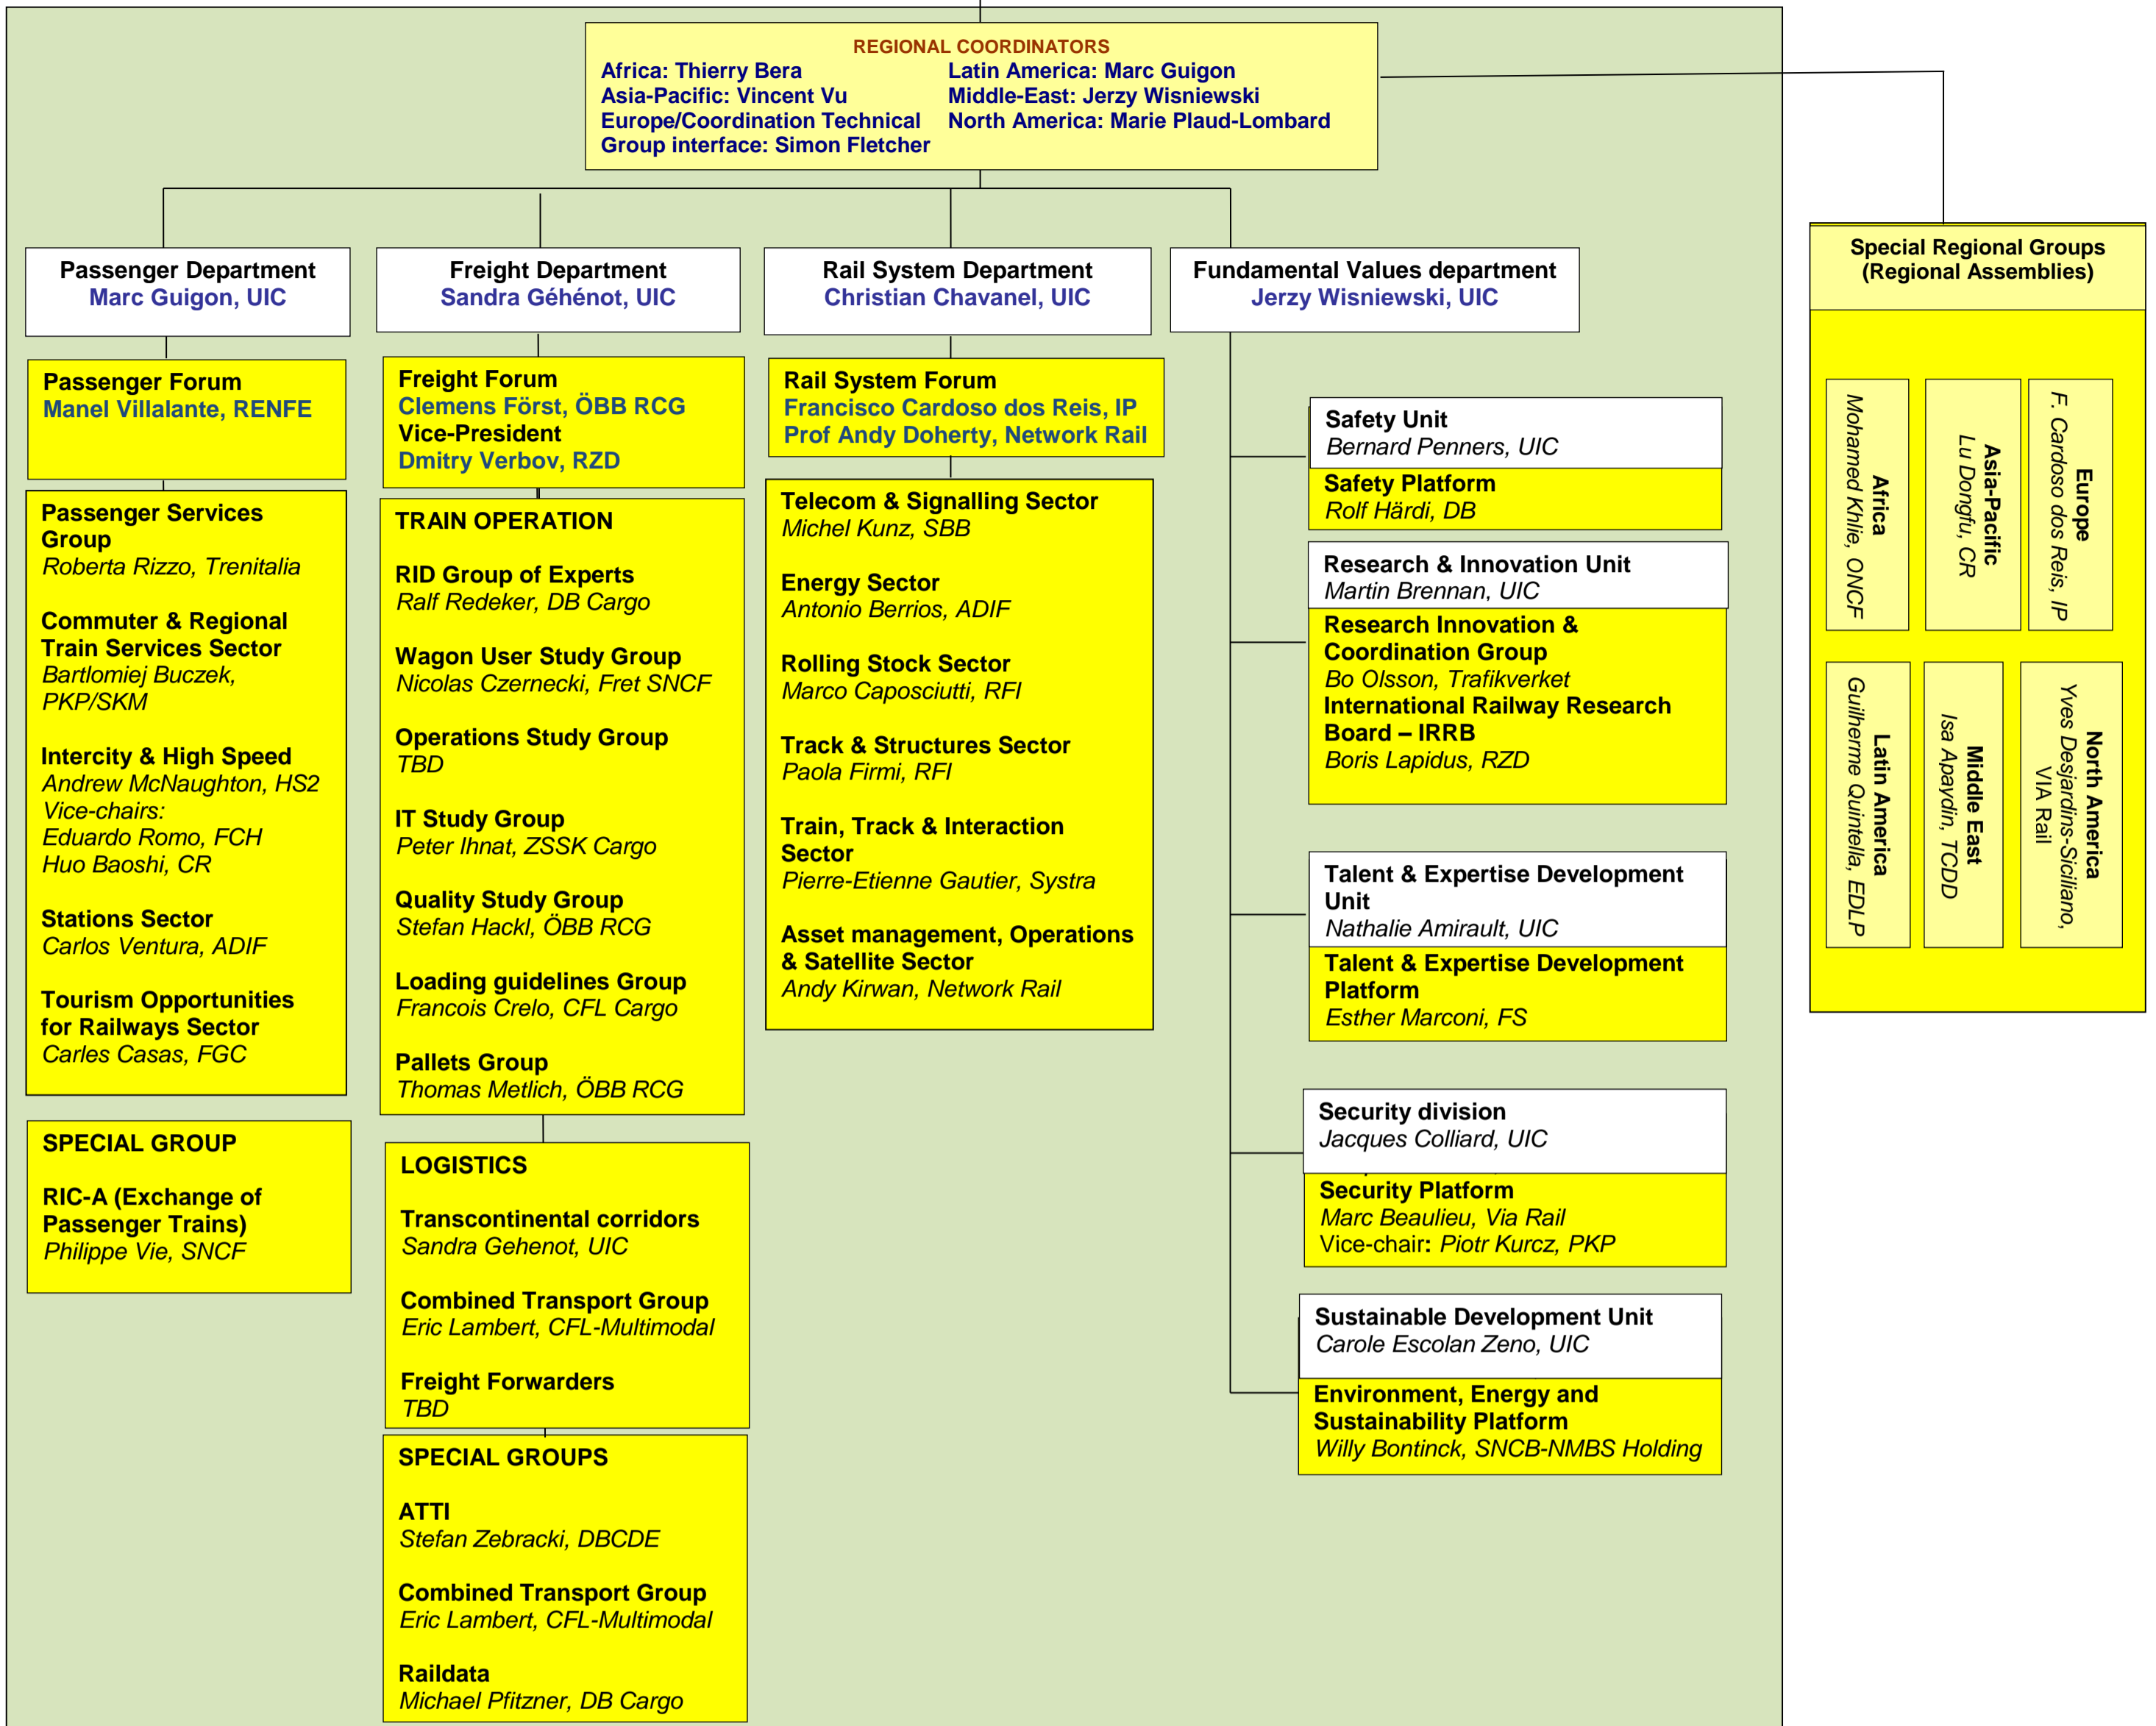 REGIONAL COORDINATORS
Africa: Thierry Bera
Asia-Pacific: Vincent Vu
Europe/Coordination Technical
Group interface: Simon Fletcher
Latin America: Marc Guigon
Middle-East: Jerzy Wisniewski
North America: Marie Plaud-Lombard
Passenger Department
Marc Guigon, UIC
Passenger Forum
Manel Villalante, RENFE
Passenger Services
Group
Roberta Rizzo, Trenitalia
Commuter & Regional
Train Services Sector
Bartlomiej Buczek,
PKP/SKM
Intercity & High Speed
Andrew McNaughton, HS2
Vice-chairs:
Eduardo Romo, FCH
Huo Baoshi, CR
Stations Sector
Carlos Ventura, ADIF
Tourism Opportunities
for Railways Sector
Carles Casas, FGC
SPECIAL GROUP
RIC-A (Exchange of
Passenger Trains)
Philippe Vie, SNCF
Freight Department
Sandra Géhénot, UIC
Freight Forum
Clemens Först, ÖBB RCG
Vice-President
Dmitry Verbov, RZD
TRAIN OPERATION
RID Group of Experts
Ralf Redeker, DB Cargo
Wagon User Study Group
Nicolas Czernecki, Fret SNCF
Operations Study Group
TBD
IT Study Group
Peter Ihnat, ZSSK Cargo
Quality Study Group
Stefan Hackl, ÖBB RCG
Loading guidelines Group
Francois Crelo, CFL Cargo
Pallets Group
Thomas Metlich, ÖBB RCG
LOGISTICS
Transcontinental corridors
Sandra Gehenot, UIC
Combined Transport Group
Eric Lambert, CFL-Multimodal
Freight Forwarders
TBD
SPECIAL GROUPS
ATTI
Stefan Zebracki, DBCDE
Combined Transport Group
Eric Lambert, CFL-Multimodal
Raildata
Michael Pfitzner, DB Cargo
Rail System Department
Christian Chavanel, UIC
Rail System Forum
Francisco Cardoso dos Reis, IP
Prof Andy Doherty, Network Rail
Telecom & Signalling Sector
Michel Kunz, SBB
Energy Sector
Antonio Berrios, ADIF
Rolling Stock Sector
Marco Caposciutti, RFI
Track & Structures Sector
Paola Firmi, RFI
Train, Track & Interaction
Sector
Pierre-Etienne Gautier, Systra
Asset management, Operations
& Satellite Sector
Andy Kirwan, Network Rail
Fundamental Values department
Jerzy Wisniewski, UIC
Safety Unit
Bernard Penners, UIC
Safety Platform
Rolf Härdi, DB
Research & Innovation Unit
Martin Brennan, UIC
Research Innovation &
Coordination Group
Bo Olsson, Trafikverket
International Railway Research
Board – IRRB
Boris Lapidus, RZD
Talent & Expertise Development
Unit
Nathalie Amirault, UIC
Talent & Expertise Development
Platform
Esther Marconi, FS
Security division
Jacques Colliard, UIC
Security Platform
Marc Beaulieu, Via Rail
Vice-chair: Piotr Kurcz, PKP
Sustainable Development Unit
Carole Escolan Zeno, UIC
Environment, Energy and
Sustainability Platform
Willy Bontinck, SNCB-NMBS Holding
Special Regional Groups
(Regional Assemblies)
Africa
Mohamed Khlie, ONCF
Asia-Pacific
Lu Dongfu, CR
Europe
F. Cardoso dos Reis, IP
Latin America
Guilherme Quintella, EDLP
Middle East
Isa Apaydin, TCDD
North America
Yves Desjardins-Siciliano,
VIA Rail